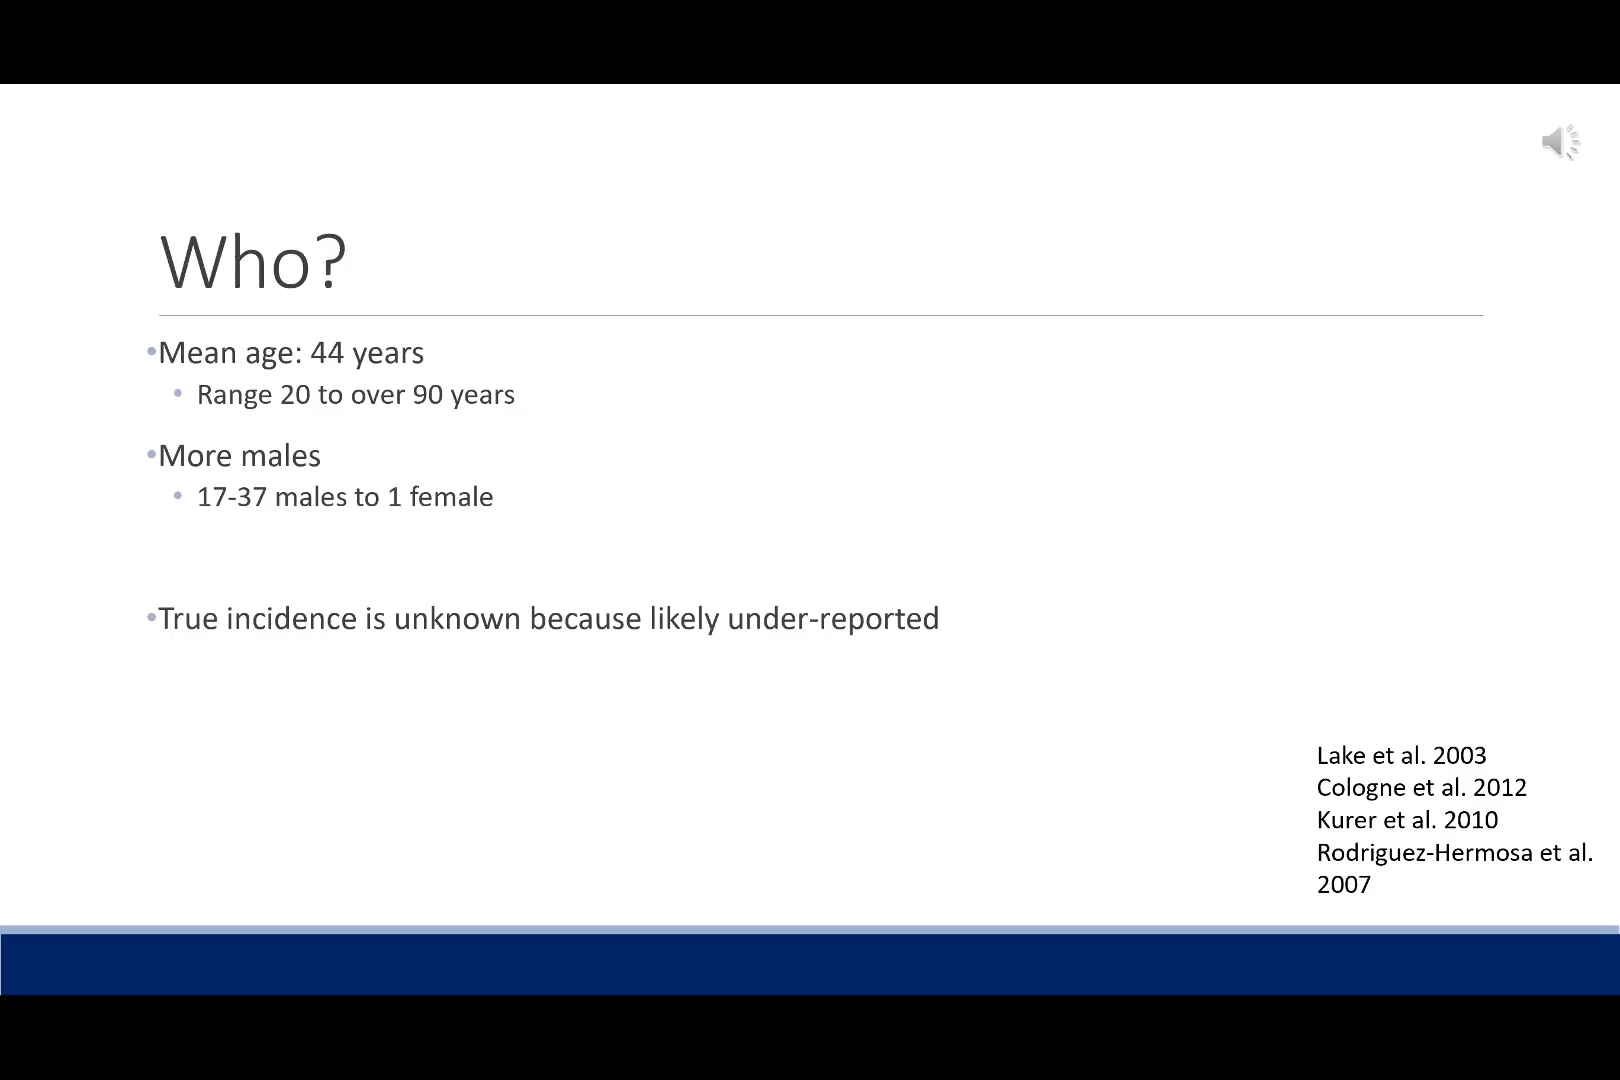 Who?
•Mean age: 44 years
• Range 20 to over 90 years
•More males
• 17-37 males to 1 female
•True incidence is unknown because likely under-reported
Lake et al. 2003
Cologne et al. 2012
Kurer et al. 2010
Rodriguez-Hermosa et al.
2007